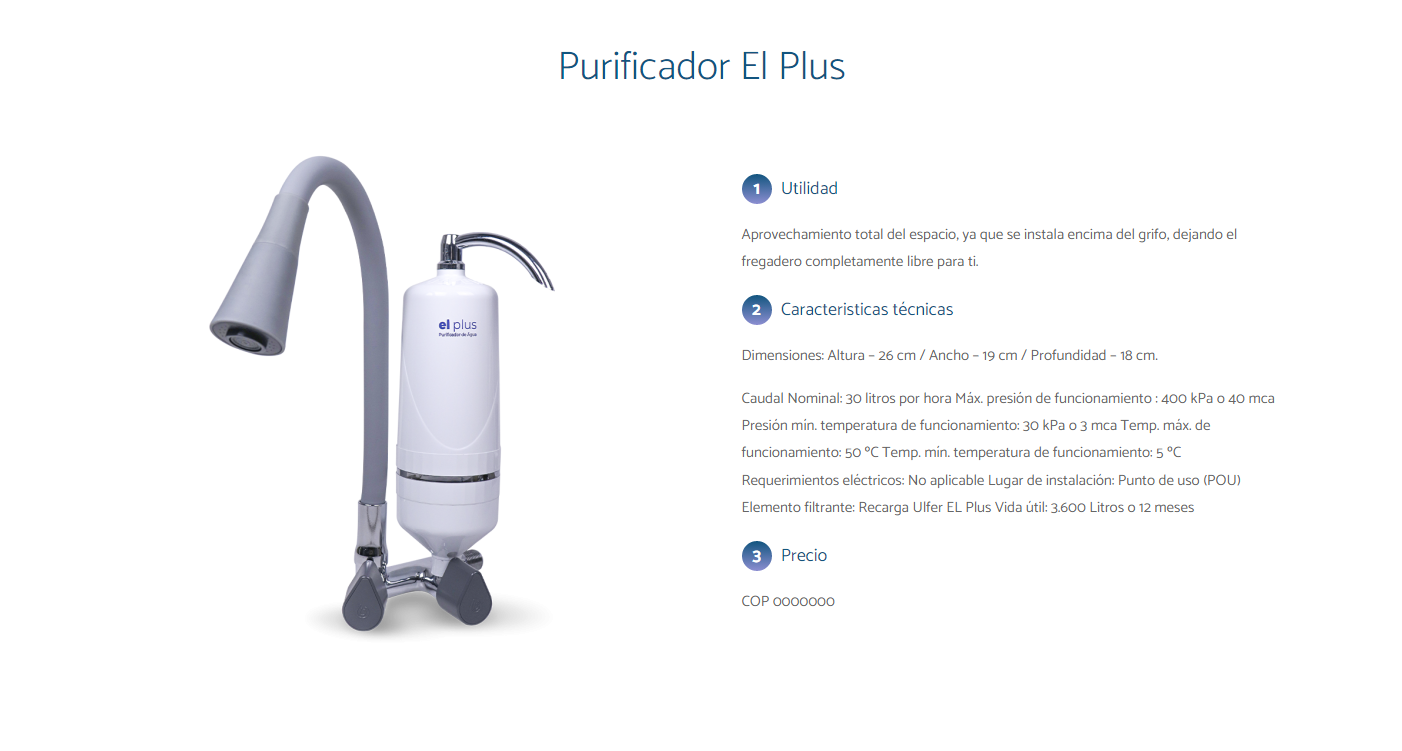 Purificador El Plus
1 Utilidad
Aprovechamiento total del espacio, ya que se instala encima del grifo, dejando el
fregadero completamente libre para ti.
2 Caracteristicas técnicas
Dimensiones: Altura – 26 cm / Ancho – 19 cm / Profundidad – 18 cm.
Caudal Nominal: 30 litros por hora Máx. presión de funcionamiento : 400 kPa o 40 mca
Presión mín. temperatura de funcionamiento: 30 kPa o 3 mca Temp. máx. de
funcionamiento: 50 ºC Temp. mín. temperatura de funcionamiento: 5 ºC
Requerimientos eléctricos: No aplicable Lugar de instalación: Punto de uso (POU)
Elemento filtrante: Recarga Ulfer EL Plus Vida útil: 3.600 Litros o 12 meses
3 Precio
COP 0000000
el plus
Purificador de Agua